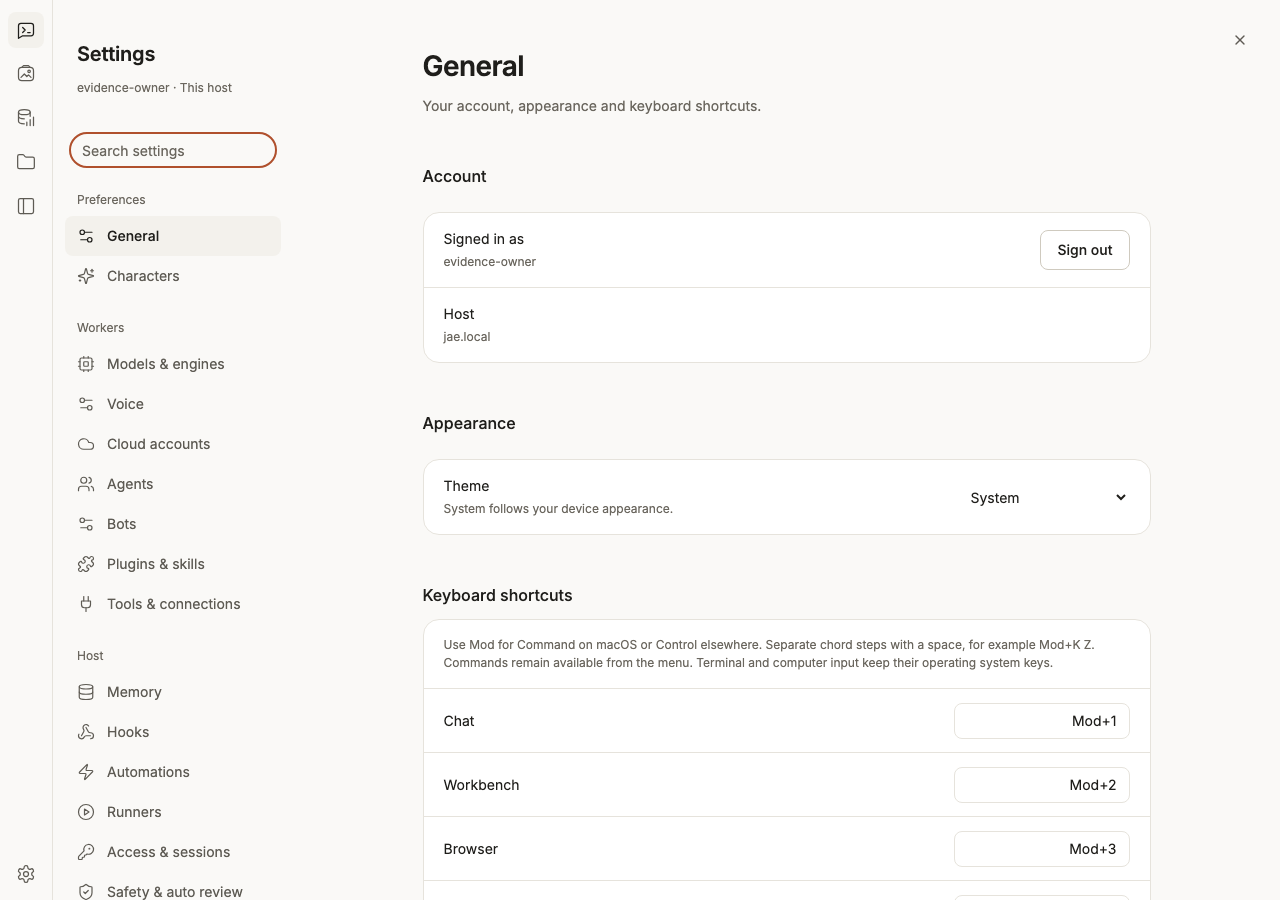 Settings
evidence-owner · This host
Search settings
Preferences
General
Characters
Workers
Models & engines
Voice
Cloud accounts
Agents
Bots
Plugins & skills
Tools & connections
Host
Memory
Hooks
Automations
Runners
Access & sessions
Safety & auto review
General
Your account, appearance and keyboard shortcuts.
Account
Signed in as
evidence-owner
Sign out
Host
jae.local
Appearance
Theme
System follows your device appearance.
System
Keyboard shortcuts
Use Mod for Command on macOS or Control elsewhere. Separate chord steps with a space, for example Mod+K Z.
Commands remain available from the menu. Terminal and computer input keep their operating system keys.
Chat
Mod+1
Workbench
Mod+2
Browser
Mod+3